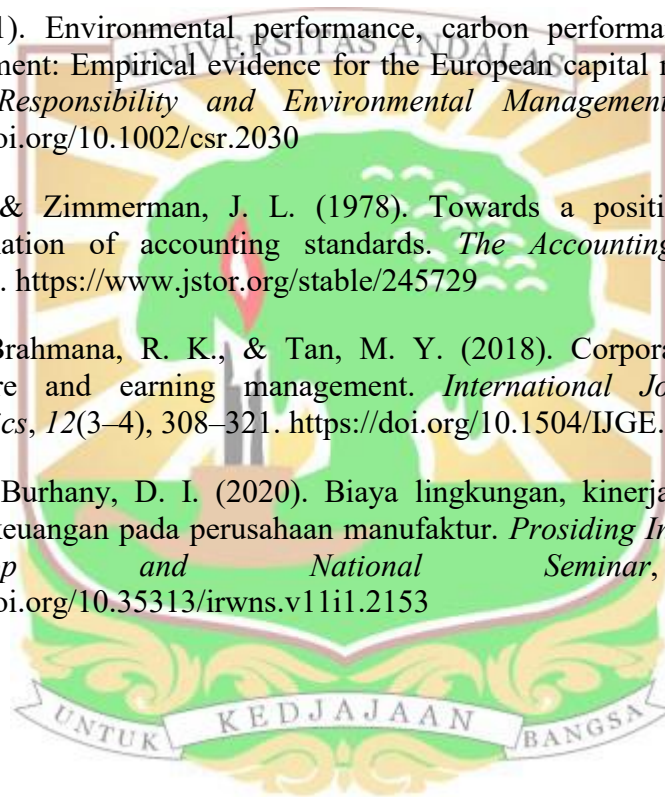 1). Environmental performance, carbon performa
ment: Empirical evidence for the European capital
Responsibility and Environmental Management
oi.org/10.1002/csr.2030
UNIVERSITAS ANDALAS
& Zimmerman, J. L. (1978). Towards a positi
nation of accounting standards. The Accounting
. https://www.jstor.org/stable/245729
Brahmana, R. K., & Tan, M. Y. (2018). Corpora
re and earning management. International Jo
ics, 12(3–4), 308–321. https://doi.org/10.1504/IJGE.
Burhany, D. I. (2020). Biaya lingkungan, kinerja
keuangan pada perusahaan manufaktur. Prosiding In
p and National Seminar,
oi.org/10.35313/irwns.v11i1.2153
UNTUK KEDJAJAAN BANGSA